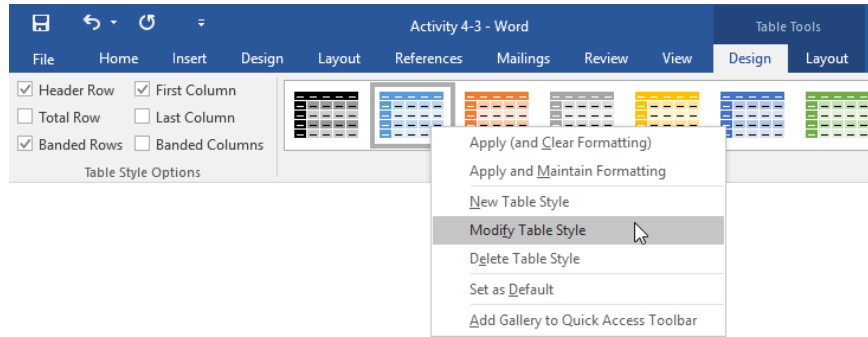 Activity 4-3 - Word Table Tools
File Home Insert Design Layout References Mailings Review View Design Layout
Header Row First Column
Total Row Last Column
Banded Rows Banded Columns
Table Style Options
Apply (and Clear Formatting)
Apply and Maintain Formatting
New Table Style
Modify Table Style
Delete Table Style
Set as Default
Add Gallery to Quick Access Toolbar